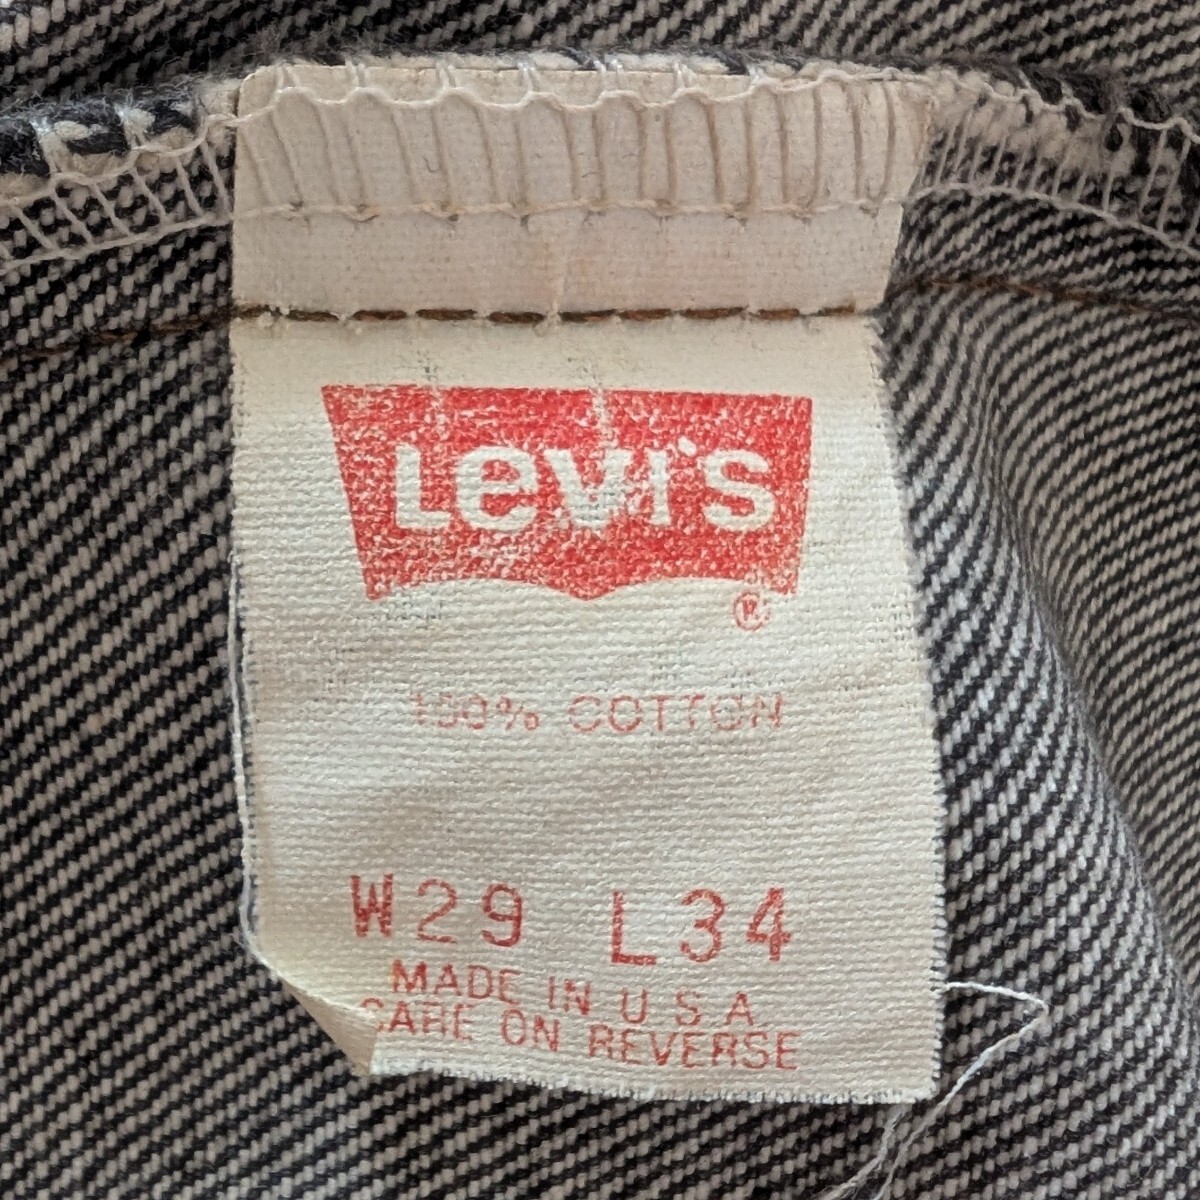 Levi's
®
100% COTTON
W29 L34
MADE IN U S A
CARE ON REVERSE